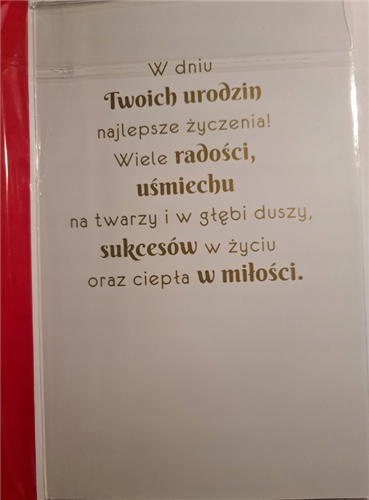 W dniu
Twoich urodzin
najlepsze życzenia!
Wiele radości,
uśmiechu
na twarzy i w głębi duszy,
sukcesów w życiu
oraz ciepła w miłości.